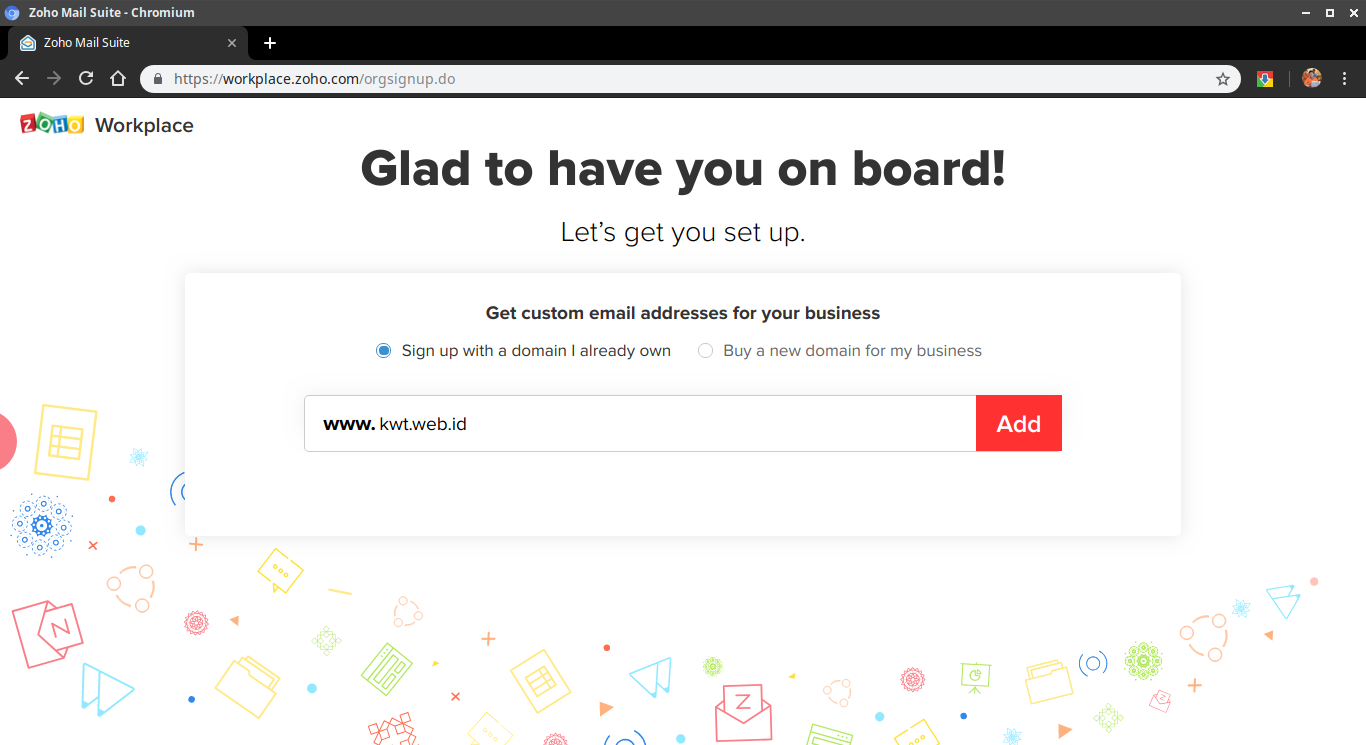 Zoho Mail Suite - Chromium
Zoho Mail Suite
https://workplace.zoho.com/orgsignup.do
ZOHO Workplace
Glad to have you on board!
Let’s get you set up.
Get custom email addresses for your business
Sign up with a domain I already own Buy a new domain for my business
www. kwt.web.id Add
N
Z
Z